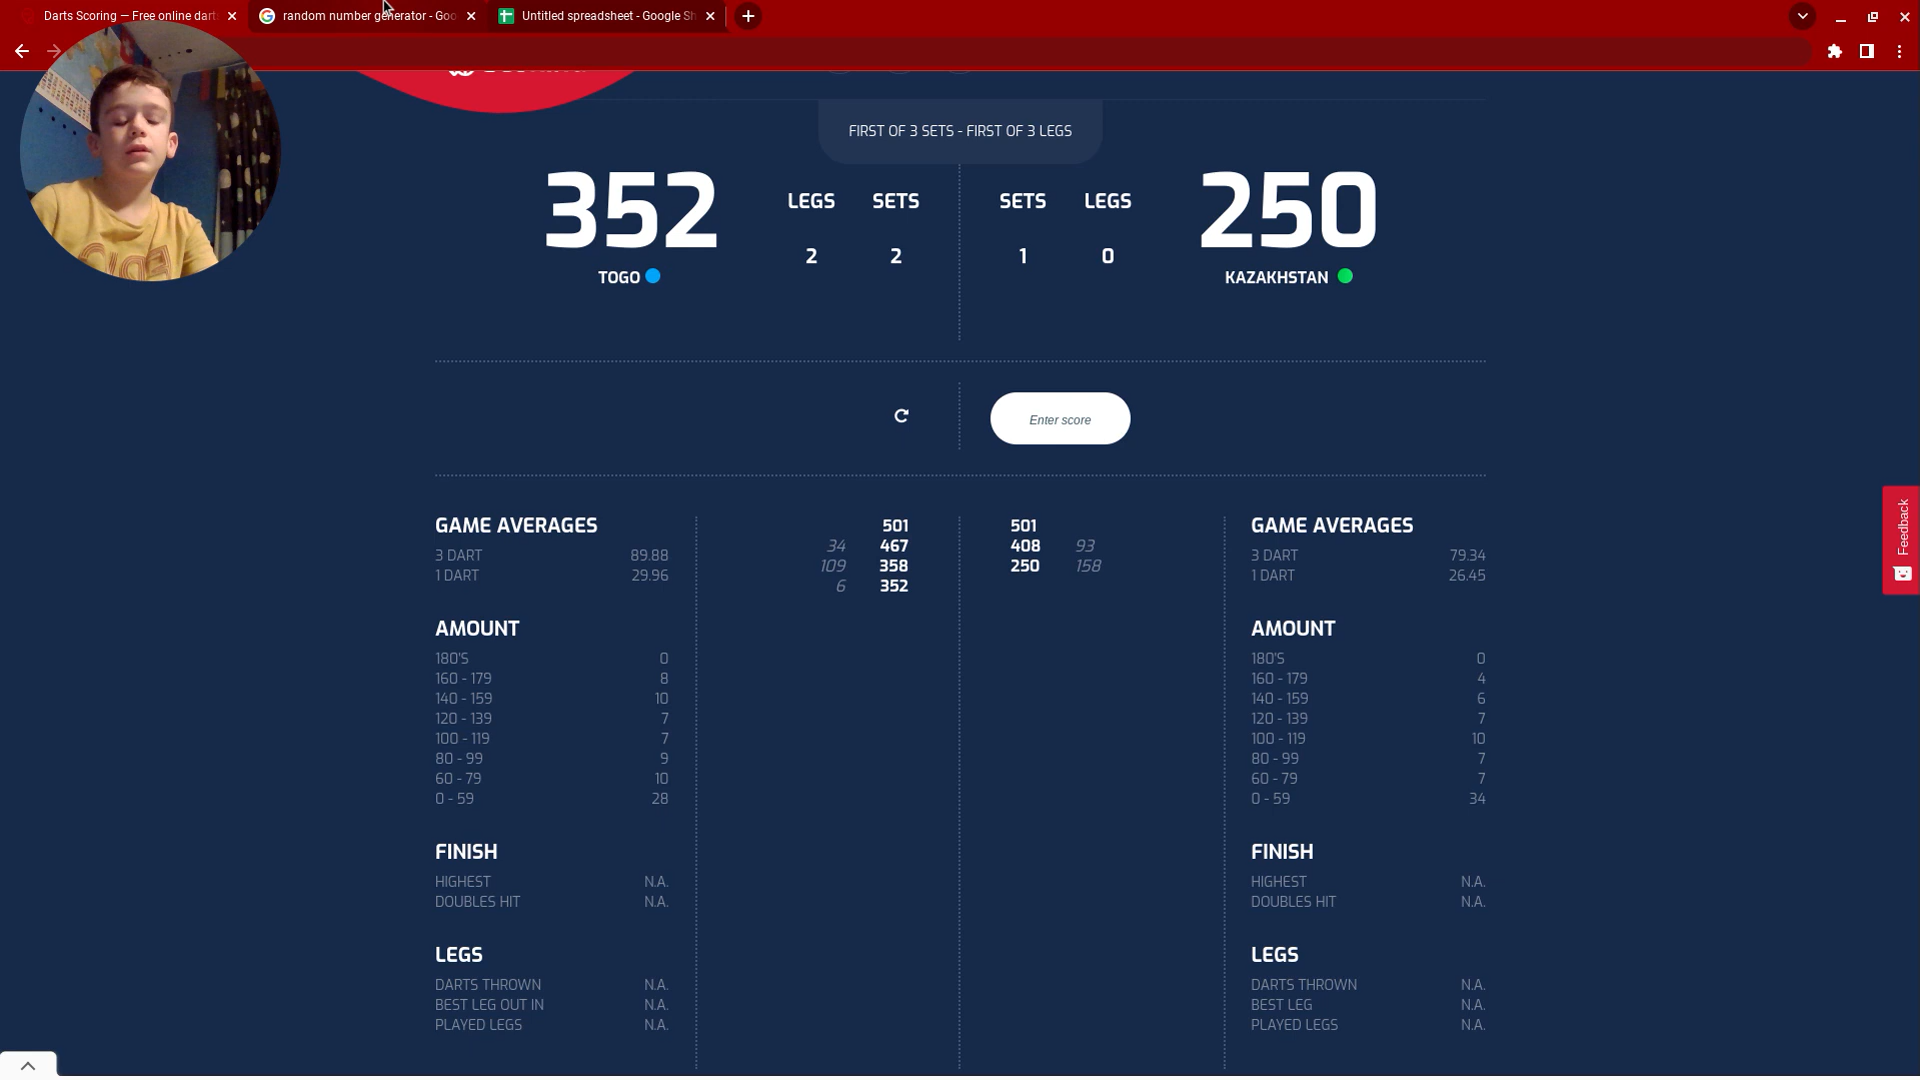 Darts Scoring — Free online dart
random number generator - Goo
Untitled spreadsheet - Google Sh
FIRST OF 3 SETS - FIRST OF 3 LEGS
352 LEGS SETS SETS LEGS 250
2 2 1 0
TOGO KAZAKHSTAN
Enter score
Feedback
GAME AVERAGES
3 DART 89.88
1 DART 29.96
AMOUNT
180'S 0
160 - 179 8
140 - 159 10
120 - 139 7
100 - 119 7
80 - 99 9
60 - 79 10
0 - 59 28
FINISH
HIGHEST N.A.
DOUBLES HIT N.A.
LEGS
DARTS THROWN N.A.
BEST LEG OUT IN N.A.
PLAYED LEGS N.A.
501
34 467
109 358
6 352
501
408 93
250 158
GAME AVERAGES
3 DART 79.34
1 DART 26.45
AMOUNT
180'S 0
160 - 179 4
140 - 159 6
120 - 139 7
100 - 119 10
80 - 99 7
60 - 79 7
0 - 59 34
FINISH
HIGHEST N.A.
DOUBLES HIT N.A.
LEGS
DARTS THROWN N.A.
BEST LEG N.A.
PLAYED LEGS N.A.